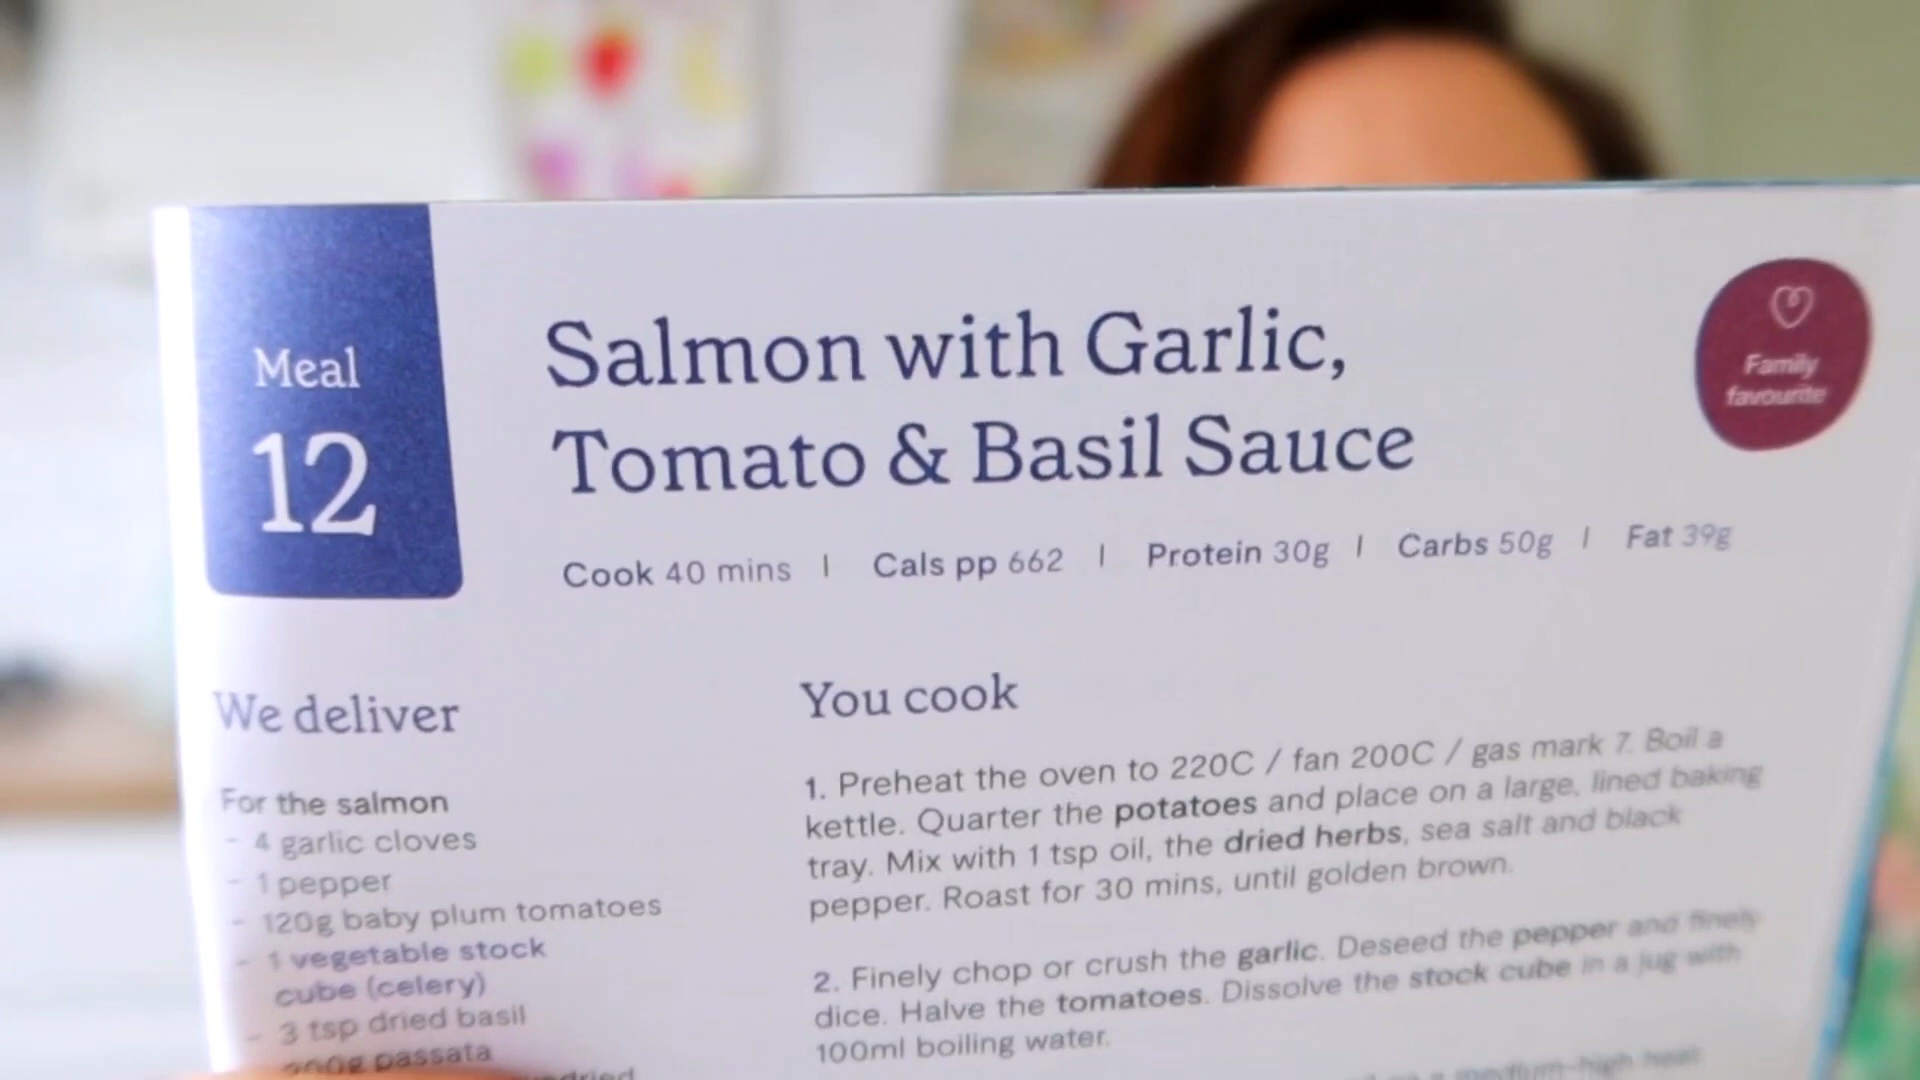 Meal
12
Salmon with Garlic,
Tomato & Basil Sauce
Family
favourite
Cook 40 mins | Cals pp 662 | Protein 30g | Carbs 50g | Fat 39g
We deliver
For the salmon
- 4 garlic cloves
- 1 pepper
- 120g baby plum tomatoes
- 1 vegetable stock
cube (celery)
- 3 tsp dried basil
passata
You cook
1. Preheat the oven to 220C / fan 200C / gas mark 7. Boil a
kettle. Quarter the potatoes and place on a large, lined baking
tray. Mix with 1 tsp oil, the dried herbs, sea salt and black
pepper. Roast for 30 mins, until golden brown.
2. Finely chop or crush the garlic. Deseed the pepper and finely
dice. Halve the tomatoes. Dissolve the stock cube in a jug with
100ml boiling water.
a medium-high heat